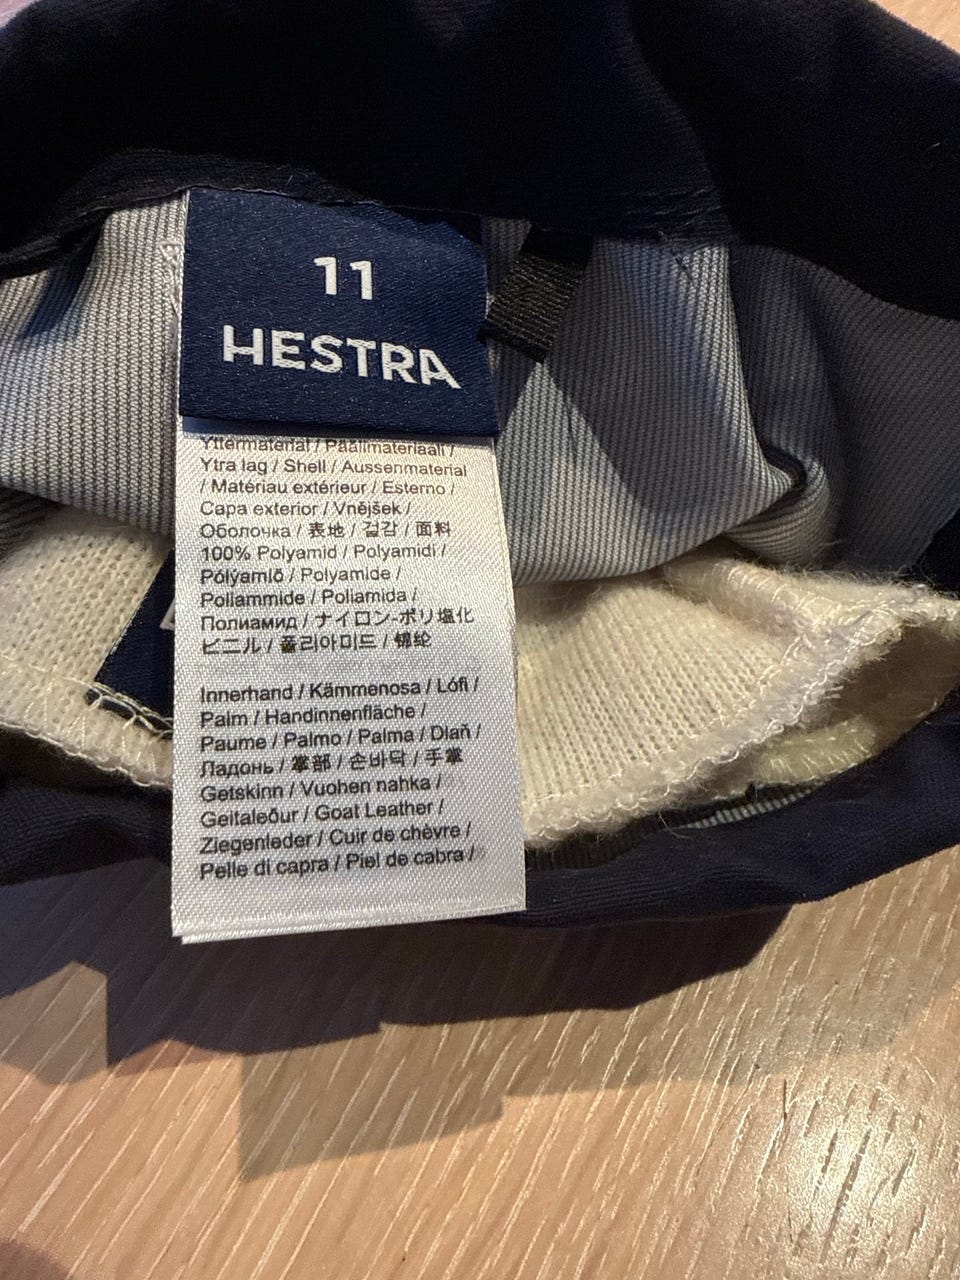 11
HESTRA
Yttermaterial / Päällimateriaali /
Ytra lag / Shell / Aussenmaterial
/ Matériau extérieur / Esterno /
Capa exterior / Vnějšek /
Оболочка / 表地 / 겉감 / 面料
100% Polyamid / Polyamidi /
Pólýamíð / Polyamide /
Poliammide / Poliamida /
Полиамид / ナイロン-ポリ塩化
ビニル / 폴리아미드 / 锦纶
Innerhand / Kämmenosa / Lófi /
Palm / Handinnenfläche /
Paume / Palmo / Palma / Dlaň /
Ладонь / 掌部 / 손바닥 / 手掌
Getskinn / Vuohen nahka /
Geitaleður / Goat Leather /
Ziegenleder / Cuir de chèvre /
Pelle di capra / Piel de cabra /